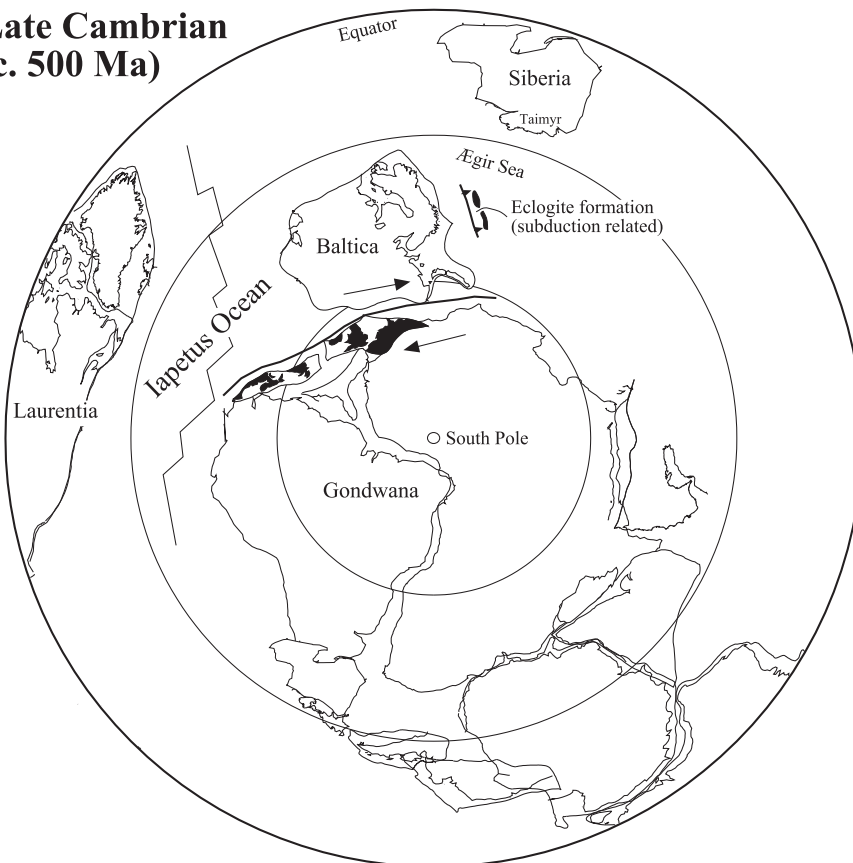 Late Cambrian
c. 500 Ma)
Equator
Siberia
Taimyr
Ægir Sea
Eclogite formation
(subduction related)
Baltica
Iapetus Ocean
Laurentia
South Pole
Gondwana